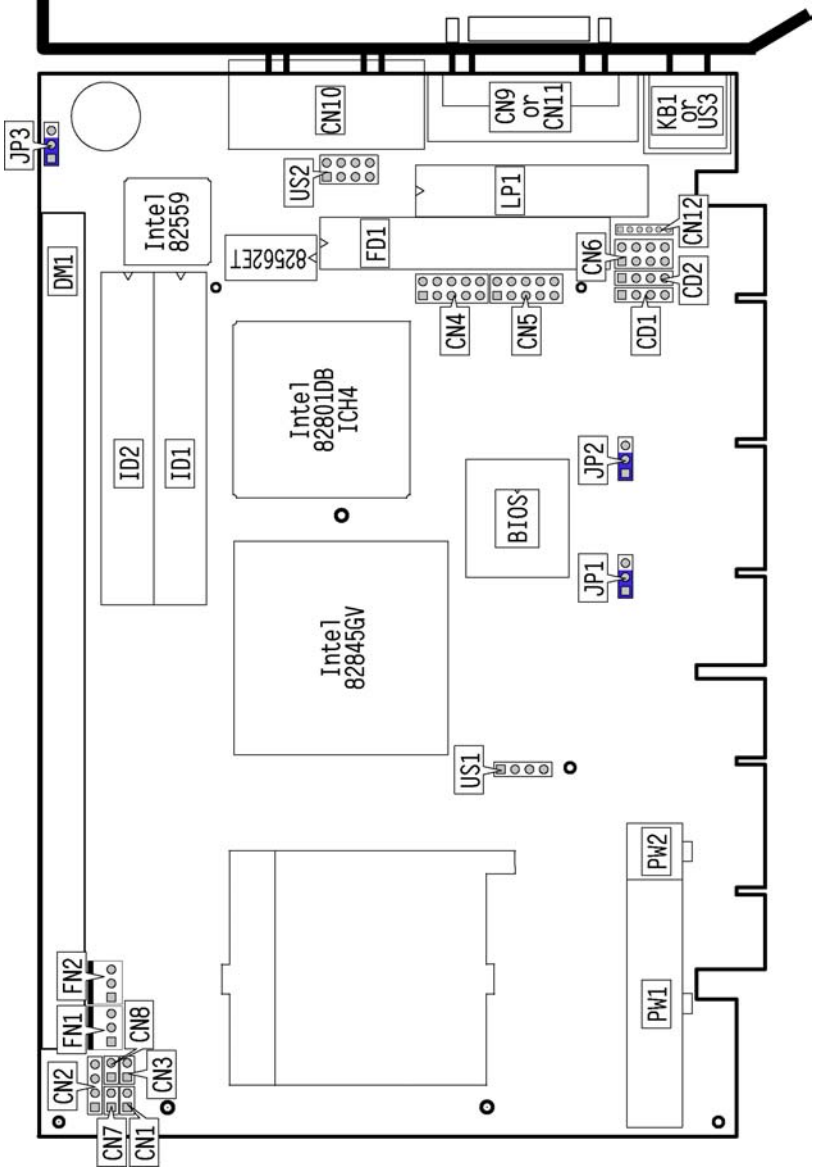 JP3
CN10
CN9
or
CN11
KB1
or
US3
US2
LP1
Intel
82559
82562ET
FD1
CN12
CN6
CD2
DM1
CN4
CN5
CD1
Intel
82801DB
ICH4
ID2
ID1
JP2
BIOS
JP1
Intel
82845GV
US1
PW2
FN2
FN1
CN8
PW1
CN2
CN3
CN7
CN1